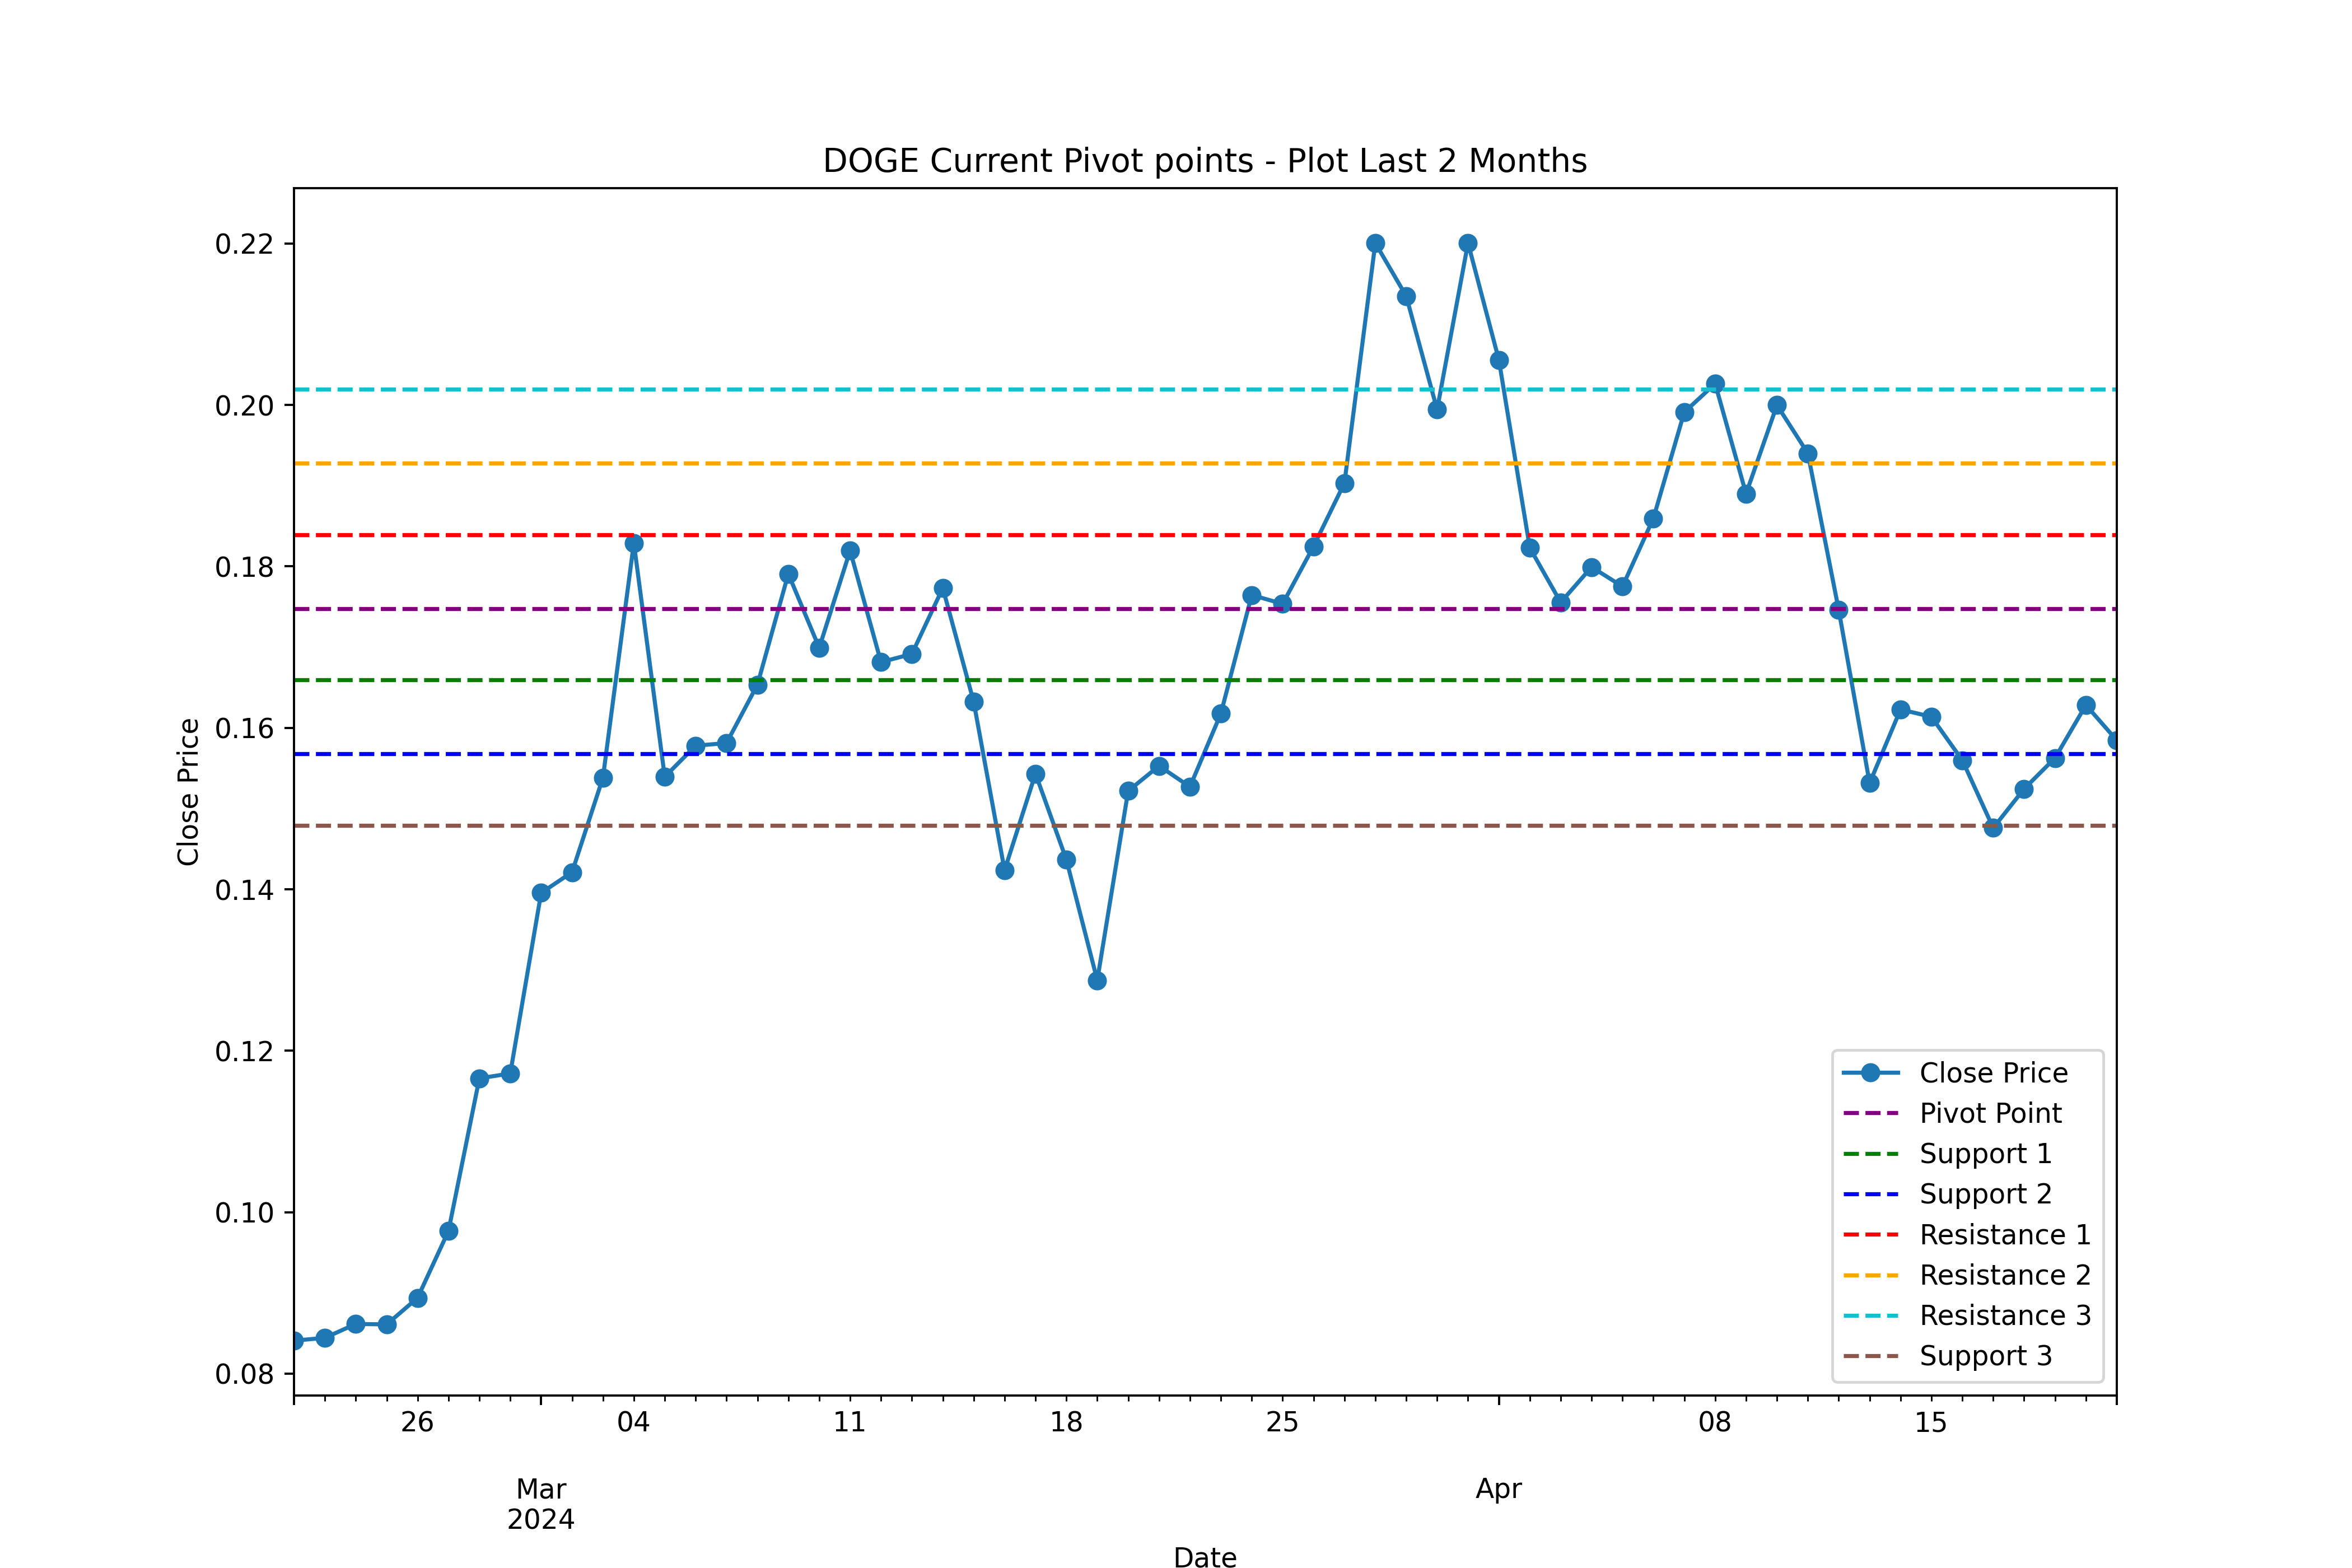 DOGE Current Pivot points - Plot Last 2 Months
0.22
0.20
0.18
0.16
0.14
0.12
0.10
0.08
Close Price
Close Price
Pivot Point
Support 1
Support 2
Resistance 1
Resistance 2
Resistance 3
Support 3
26 04 11 18 25 08 15
Mar Apr
2024
Date